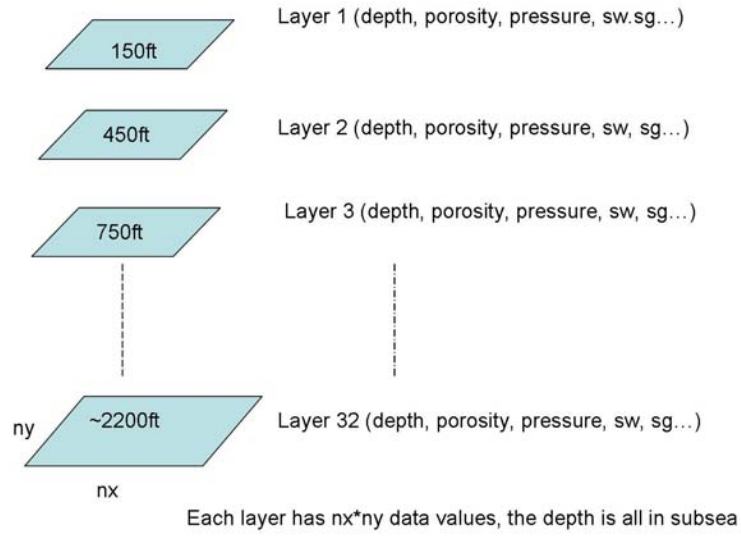 Layer 1 (depth, porosity, pressure, sw.sg...)
150ft
450ft
Layer 2 (depth, porosity, pressure, sw, sg...)
Layer 3 (depth, porosity, pressure, sw, sg...)
750ft
~2200ft
Layer 32 (depth, porosity, pressure, sw, sg...)
ny
nx
Each layer has nx*ny data values, the depth is all in subsea